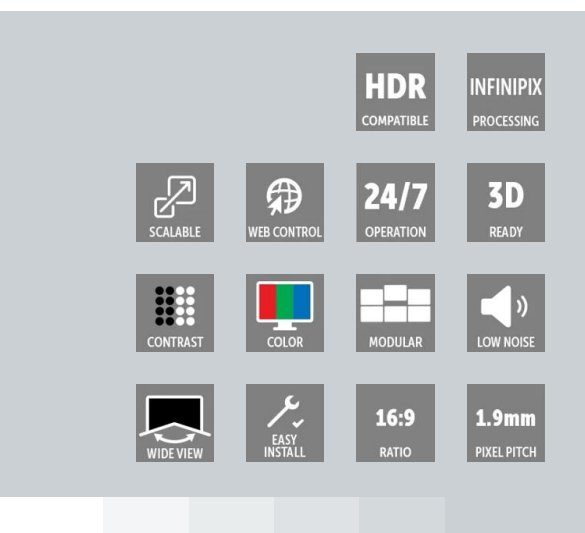 HDR
COMPATIBLE
INFINIPIX
PROCESSING
SCALABLE
WEB CONTROL
24/7
OPERATION
3D
READY
CONTRAST
COLOR
MODULAR
LOW NOISE
WIDE VIEW
EASY
INSTALL
16:9
RATIO
1.9mm
PIXEL PITCH